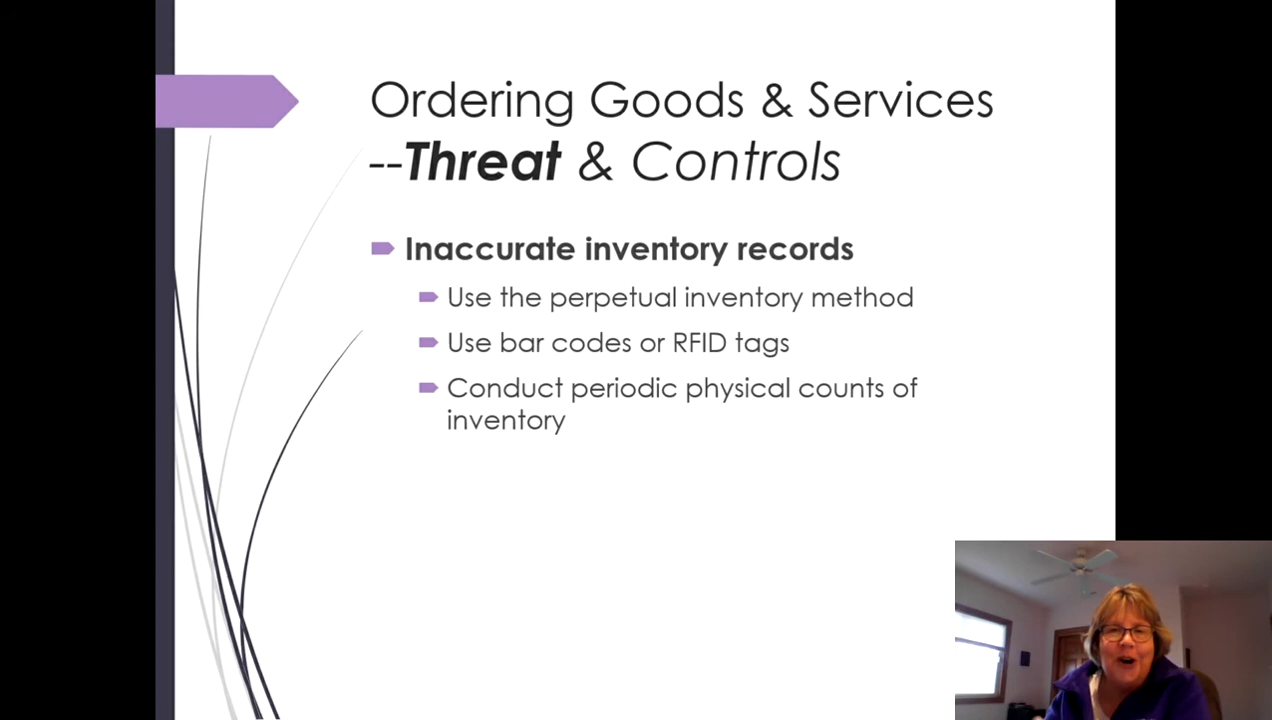 Ordering Goods & Services
--Threat & Controls
Inaccurate inventory records
Use the perpetual inventory method
Use bar codes or RFID tags
Conduct periodic physical counts of
inventory